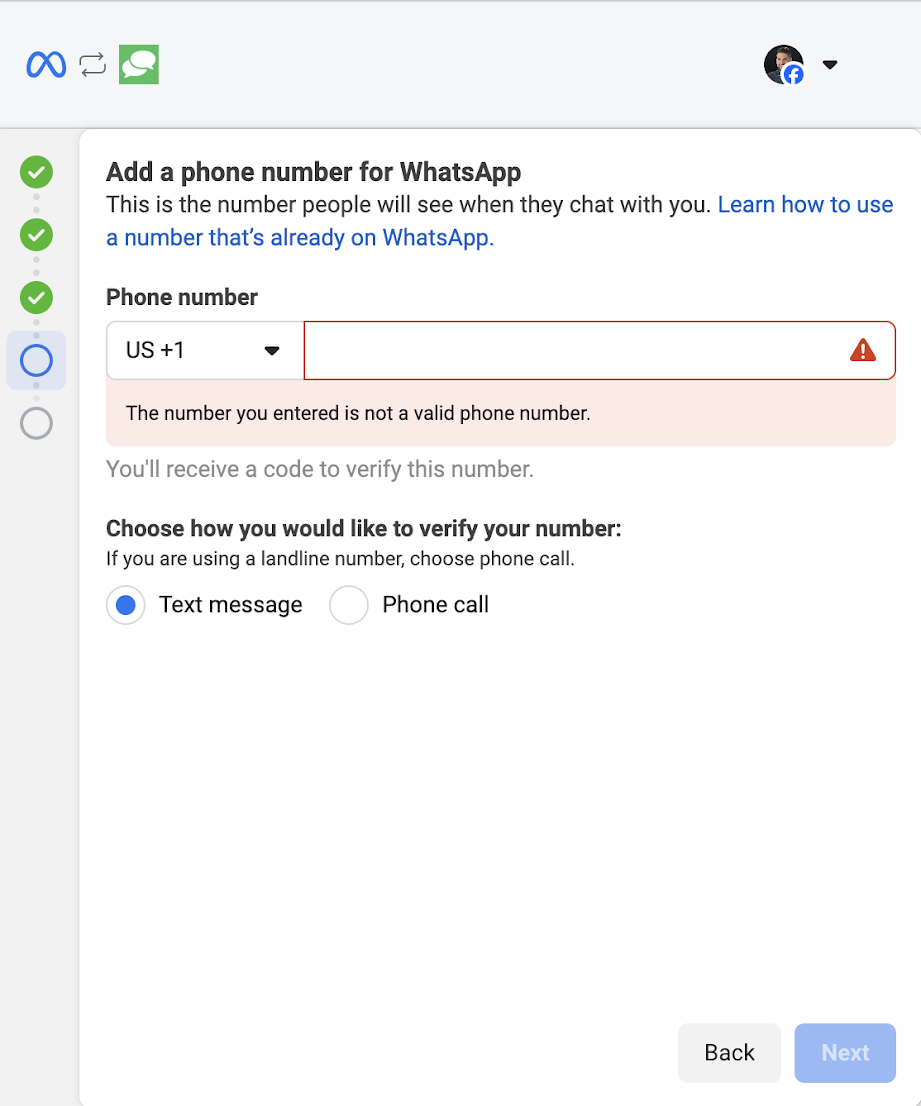 Add a phone number for WhatsApp
This is the number people will see when they chat with you. Learn how to use
a number that’s already on WhatsApp.
Phone number
US +1
The number you entered is not a valid phone number.
You'll receive a code to verify this number.
Choose how you would like to verify your number:
If you are using a landline number, choose phone call.
Text message Phone call
Back Next